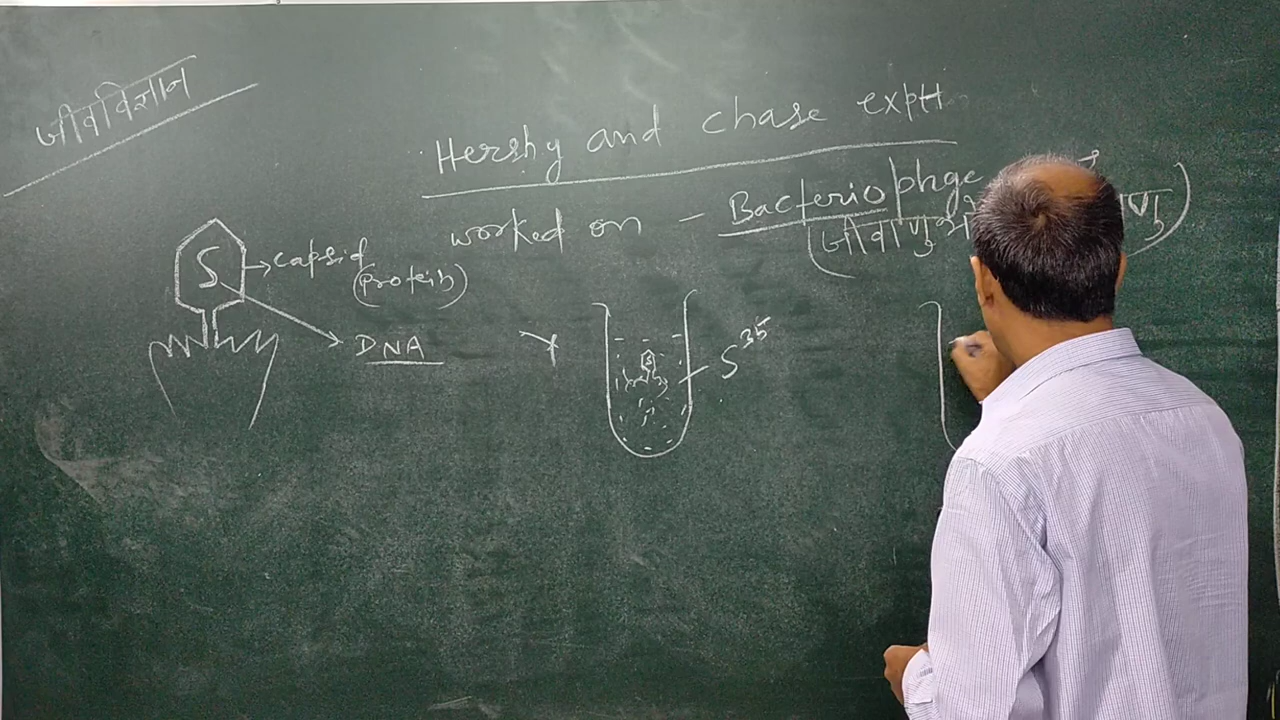 जीवविज्ञान
Hershy and chase expt
worked on - Bacteriophge
(जीवाणु
S
capsid
(protein)
DNA
S
S35